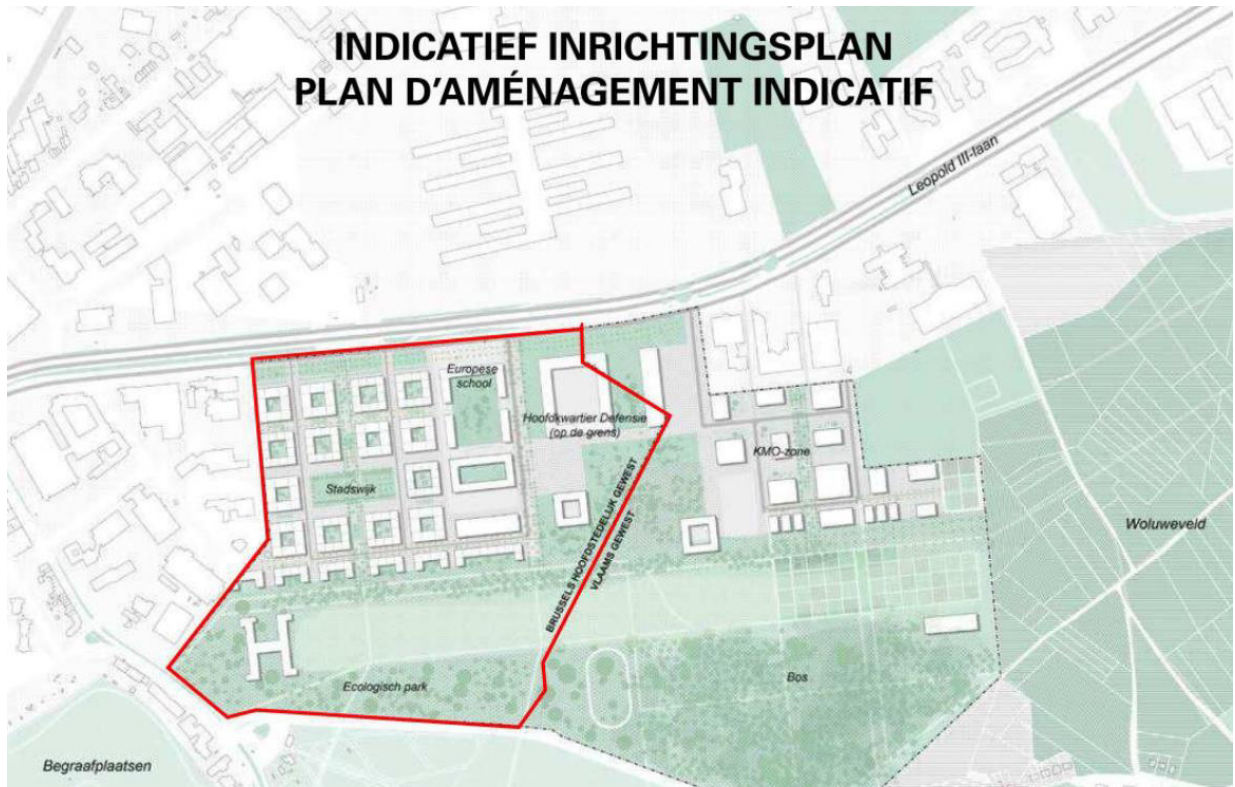 INDICATIEF INRICHTINGSPLAN
PLAN D'AMÉNAGEMENT INDICATIF
Leopold III-laan
Europese
school
Hoofdkwartier Defensie
(op de grens)
KMO-zone
Stadswijk
Woluweveld
BRUSSELS HOOFDSTEDELIJK GEWEST
VLAAMS GEWEST
Ecologisch park
Bos
Begraafplaatsen